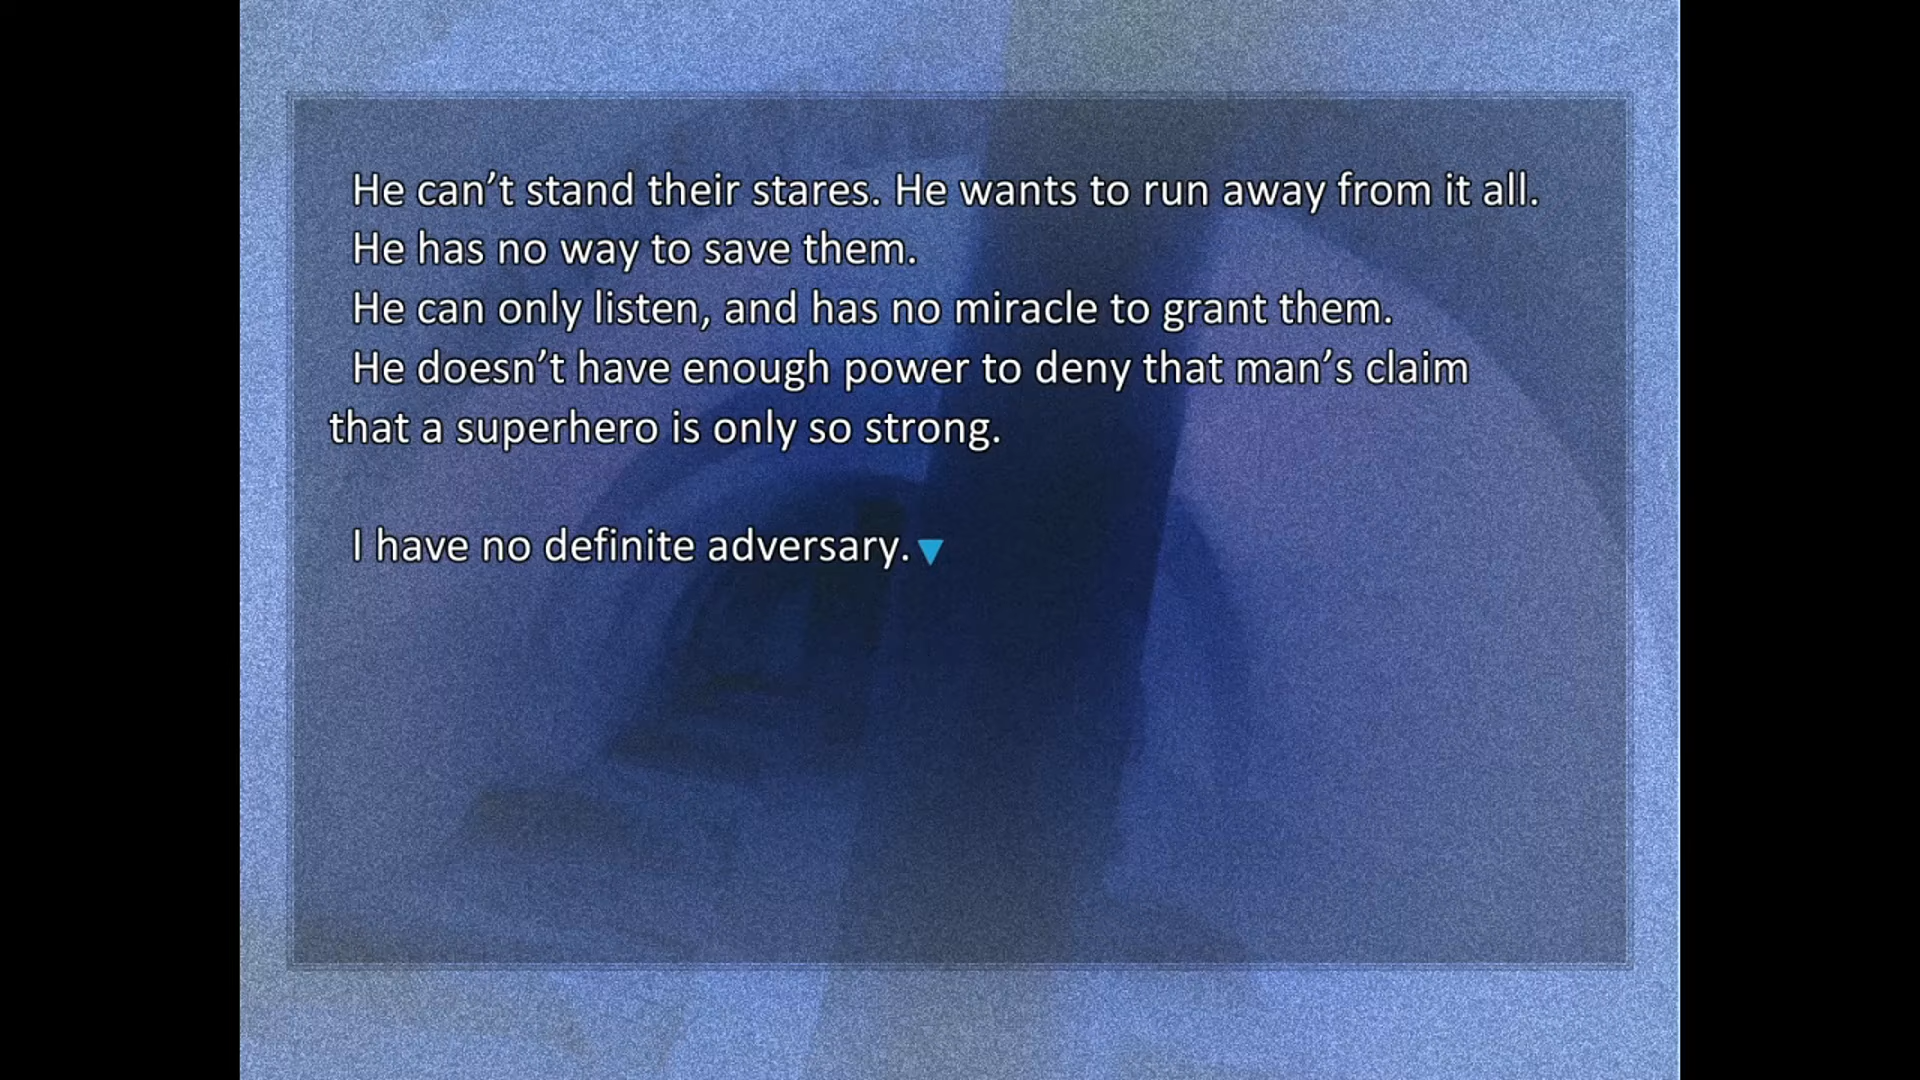 He can’t stand their stares. He wants to run away from it all.
He has no way to save them.
He can only listen, and has no miracle to grant them.
He doesn’t have enough power to deny that man’s claim
that a superhero is only so strong.
I have no definite adversary.